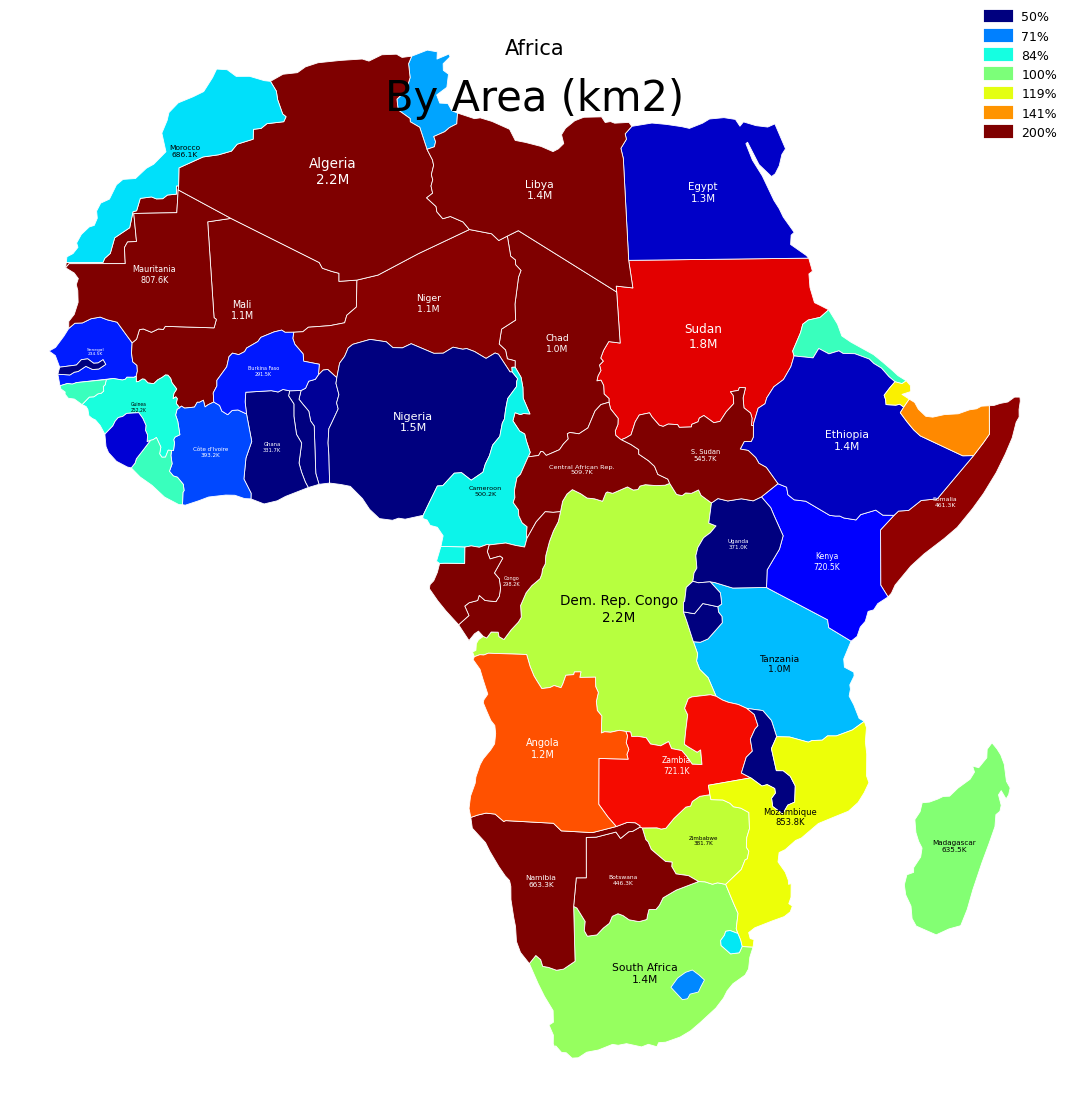 Africa
By Area (km2)
50%
71%
84%
100%
119%
141%
200%
Morocco
686.1K
Algeria
2.2M
Libya
1.4M
Egypt
1.3M
Mauritania
807.6K
Mali
1.1M
Niger
1.1M
Chad
1.0M
Sudan
1.8M
Senegal
Burkina Faso
291.5K
Guinea
252.2K
Côte d'Ivoire
393.2K
Ghana
331.7K
Nigeria
1.5M
Cameroon
500.2K
Central African Rep.
509.7K
S. Sudan
545.7K
Ethiopia
1.4M
Somalia
461.3K
Uganda
371.0K
Kenya
720.5K
Congo
298.2K
Dem. Rep. Congo
2.2M
Tanzania
1.0M
Angola
1.2M
Zambia
721.1K
Mozambique
853.8K
Zimbabwe
381.7K
Madagascar
635.5K
Namibia
663.3K
Botswana
446.3K
South Africa
1.4M